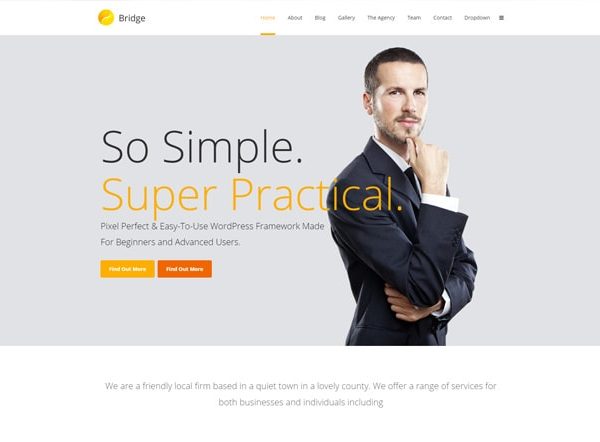 Bridge
Home About Blog Gallery The Agency Team Contact Dropdown
So Simple.
Super Practical.
Pixel Perfect & Easy-To-Use WordPress Framework Made
For Beginners and Advanced Users.
Find Out More Find Out More
We are a friendly local firm based in a quiet town in a lovely county. We offer a range of services for
both businesses and individuals including